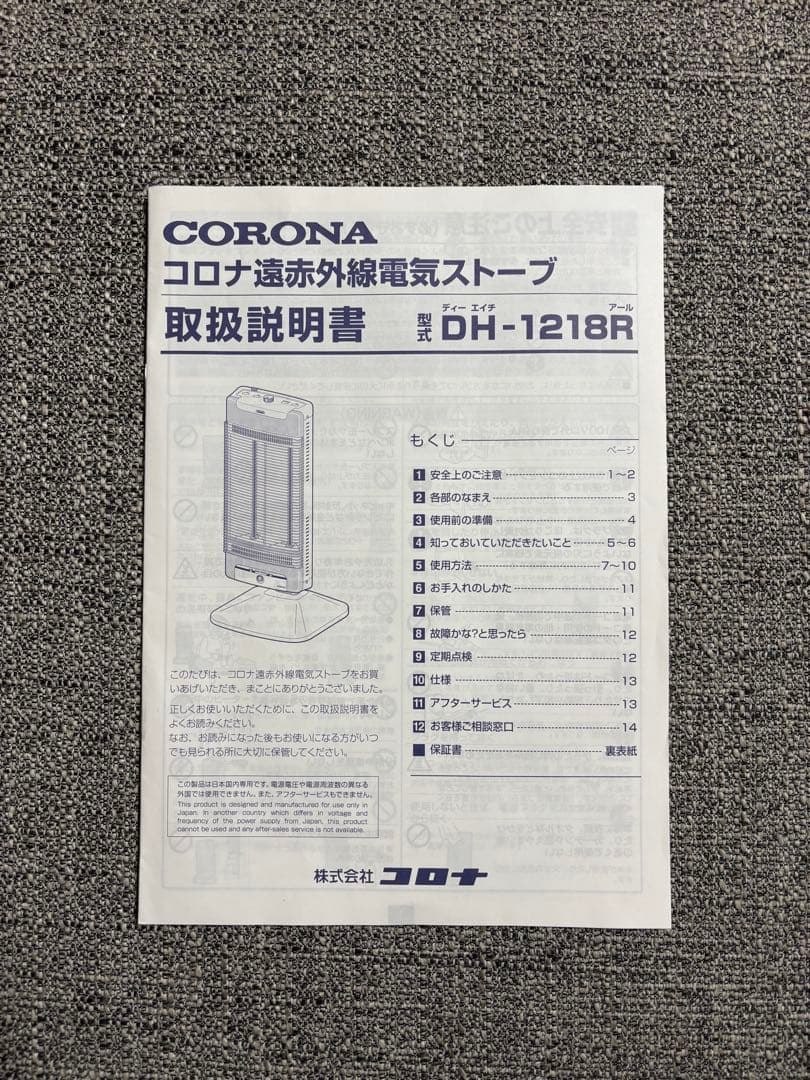 CORONA
コロナ遠赤外線電気ストーブ
取扱説明書 型式 DH-1218R
ディー エイチ アール
もくじ
ページ
1 安全上のご注意 1～2
2 各部のなまえ 3
3 使用前の準備 4
4 知っておいていただきたいこと 5～6
5 使用方法 7～10
6 お手入れのしかた 11
7 保管 11
8 故障かな?と思ったら 12
9 定期点検 12
10 仕様 13
11 アフターサービス 13
12 お客様ご相談窓口 14
■ 保証書 裏表紙
このたびは、コロナ遠赤外線電気ストーブをお買
いあげいただき、まことにありがとうございました。
正しくお使いいただくために、この取扱説明書を
よくお読みください。
なお、お読みになった後もお使いになる方がいつ
でも見られる所に大切に保管してください。
この製品は日本国内専用です。電源電圧や電源周波数の異なる
外国では使用できません。また、アフターサービスもできません。
This product is designed and manufactured for use only in
Japan. In another country which differs in voltage and
frequency of the power supply from Japan, this product
cannot be used and any after-sales service is not available.
株式会社 コロナ